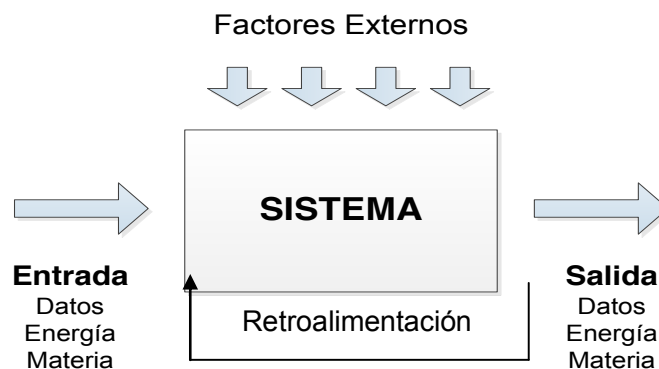 Factores Externos
SISTEMA
Entrada
Datos
Energía
Materia
Retroalimentación
Salida
Datos
Energía
Materia